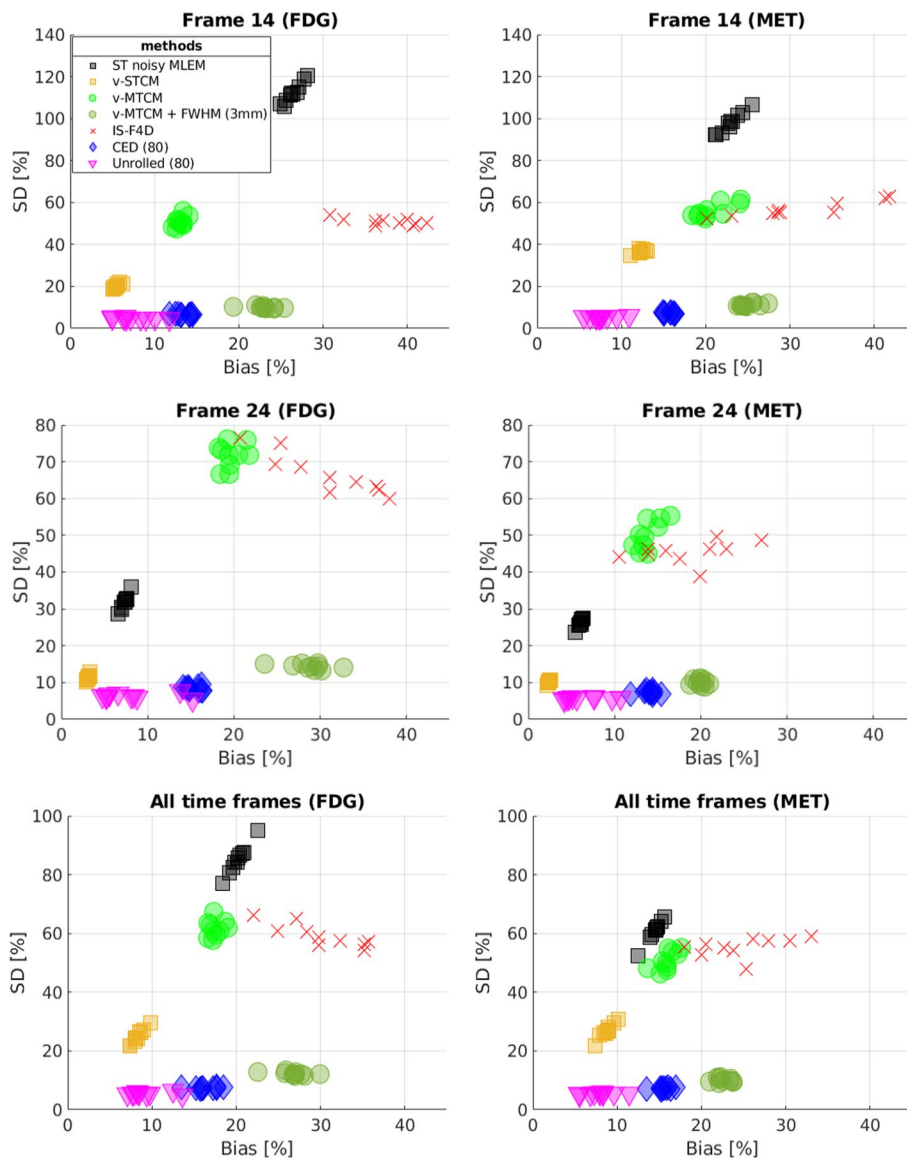 Frame 14 (FDG)
140
120
100
80
60
40
20
0
SD [%]
methods
ST noisy MLEM
v-STCM
v-MTCM
v-MTCM + FWHM (3mm)
IS-F4D
CED (80)
Unrolled (80)
0 10 20 30 40
Bias [%]
Frame 14 (MET)
140
120
100
80
60
40
20
0
SD [%]
0 10 20 30 40
Bias [%]
Frame 24 (FDG)
80
70
60
50
40
30
20
10
0
SD [%]
0 10 20 30 40
Bias [%]
Frame 24 (MET)
80
70
60
50
40
30
20
10
0
SD [%]
0 10 20 30 40
Bias [%]
All time frames (FDG)
100
80
60
40
20
0
SD [%]
0 10 20 30 40
Bias [%]
All time frames (MET)
100
80
60
40
20
0
SD [%]
0 10 20 30 40
Bias [%]